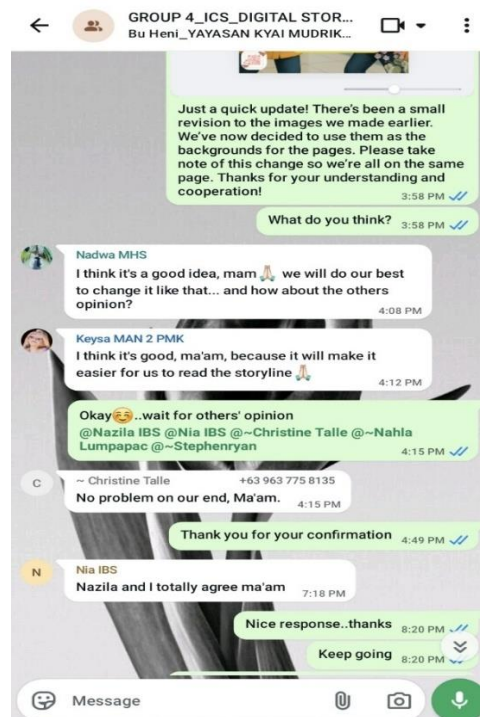 GROUP 4_ICS_DIGITAL STOR...
Bu Heni_YAYASAN KYAI MUDRIK...
Just a quick update! There's been a small
revision to the images we made earlier.
We've now decided to use them as the
backgrounds for the pages. Please take
note of this change so we're all on the same
page. Thanks for your understanding and
cooperation!
3:58 PM
What do you think? 3:58 PM
Nadwa MHS
I think it's a good idea, mam🙏🏻 we will do our best
to change it like that... and how about the others
opinion?
4:08 PM
Keysa MAN 2 PMK
I think it's good, ma'am, because it will make it
easier for us to read the storyline 🙏🏻
4:12 PM
Okay☺️..wait for others' opinion
@Nazila IBS @Nia IBS @~Christine Talle @~Nahla
Lumpapac @~Stephenryan
4:15 PM
C
~ Christine Talle +63 963 775 8135
No problem on our end, Ma'am.
4:15 PM
Thank you for your confirmation 4:49 PM
N
Nia IBS
Nazila and I totally agree ma'am
7:18 PM
Nice response..thanks 8:20 PM
Keep going 8:20 PM
Message